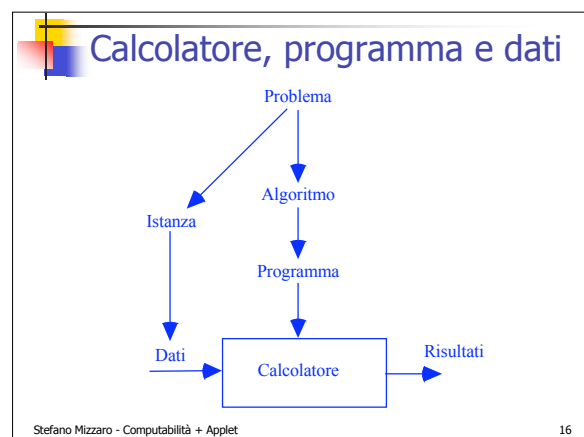 Calcolatore, programma e dati
Problema
Algoritmo
Istanza
Programma
Dati
Calcolatore
Risultati
Stefano Mizzaro - Computabilità + Applet
16